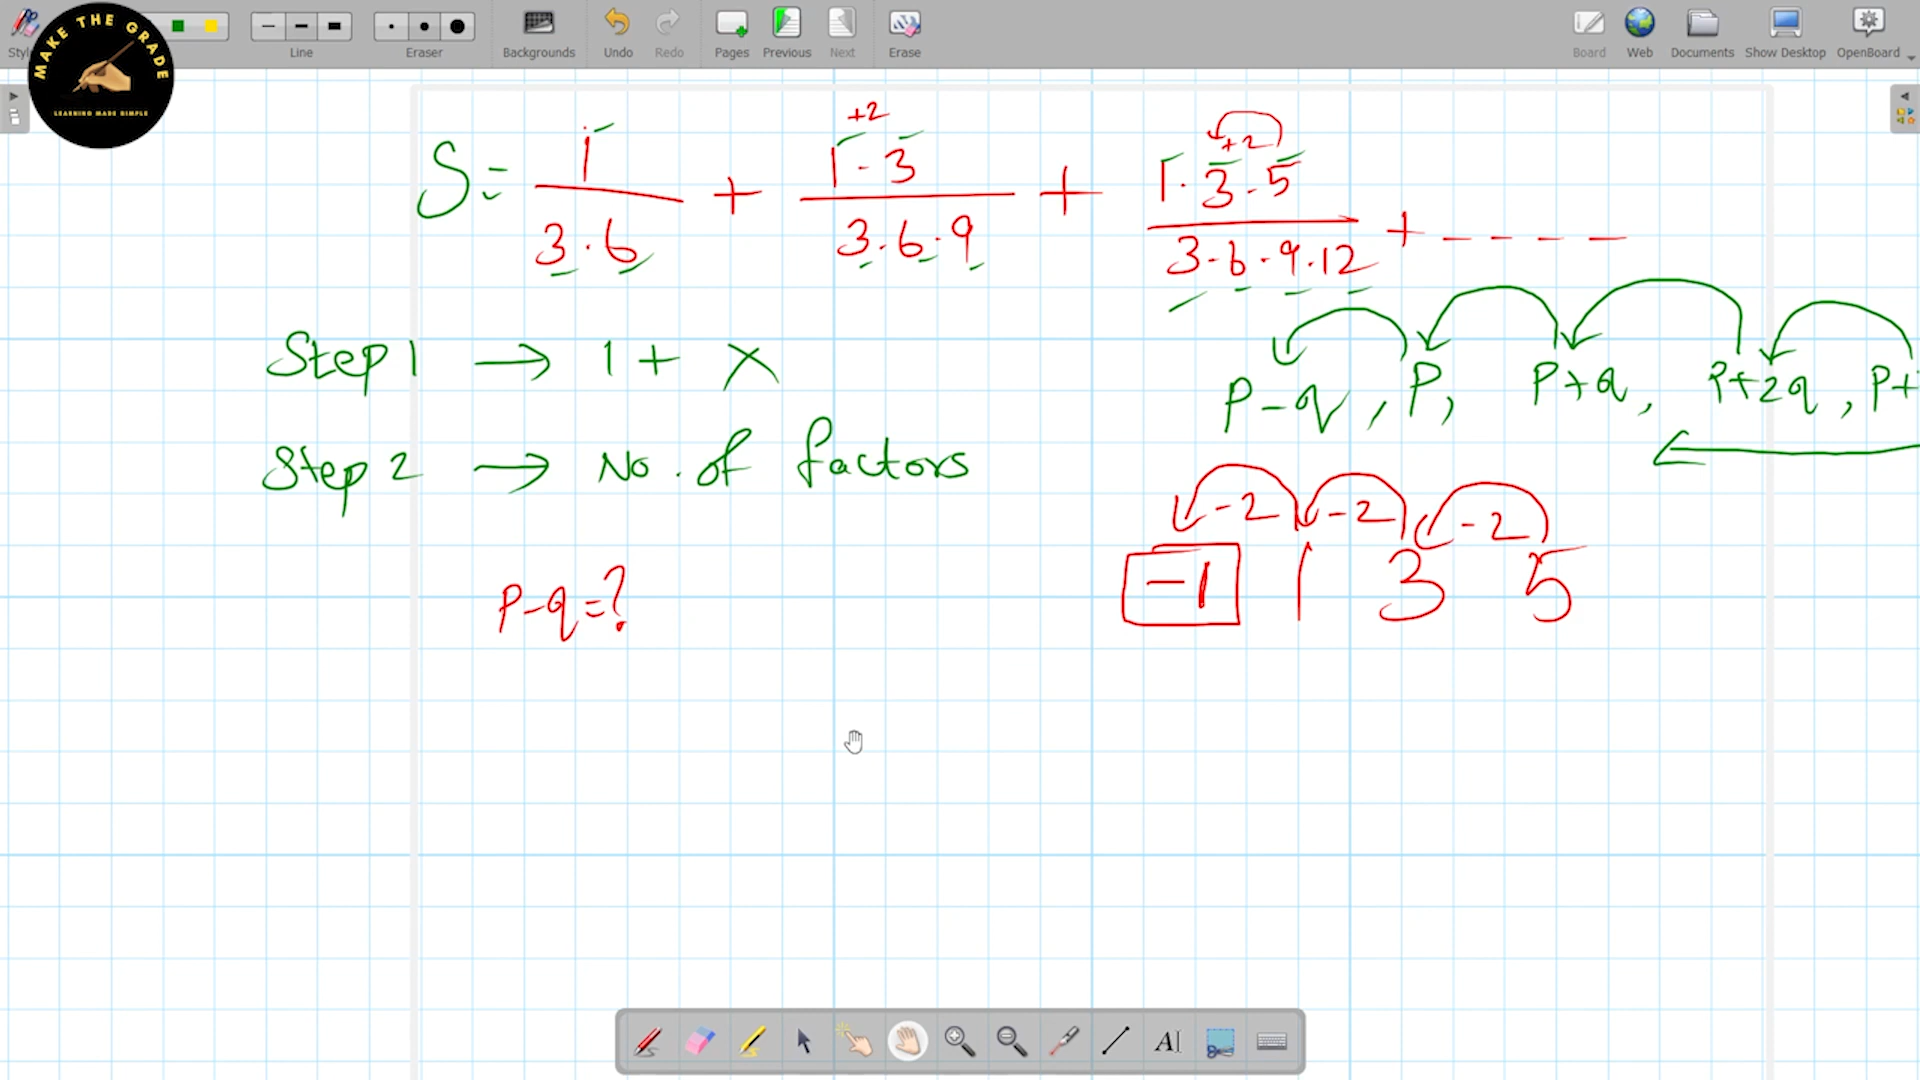 Styl
Line
Eraser
Backgrounds
Undo
Redo
Pages
Previous
Next
Erase
Board
Web
Documents
Show Desktop
OpenBoard
MAKE THE GRADE
LEARNING MADE SIMPLE
+2
+2
S = 1/(3·6) + (1·3)/(3·6·9) + (1·3·5)/(3·6·9·12) + ----
Step 1 → 1 + x
P-q, P, P+q, P+2q, P+
Step 2 → No. of factors
-2 -2 -2
-1 1 3 5
P-q=?
AI